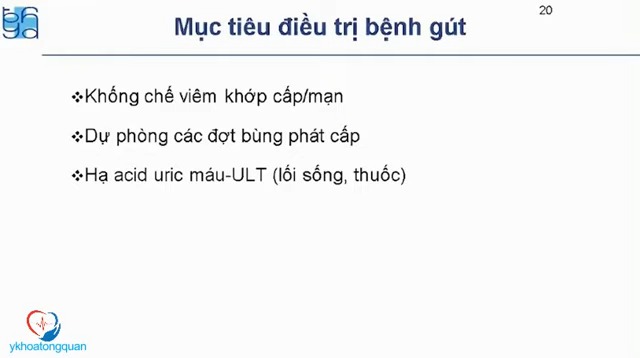 20
Mục tiêu điều trị bệnh gút
❖Khống chế viêm khớp cấp/mạn
❖Dự phòng các đợt bùng phát cấp
❖Hạ acid uric máu-ULT (lối sống, thuốc)
ykhoatongquan